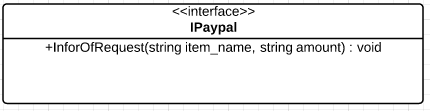 <<interface>>
IPaypal
+InforOfRequest(string item_name, string amount) : void